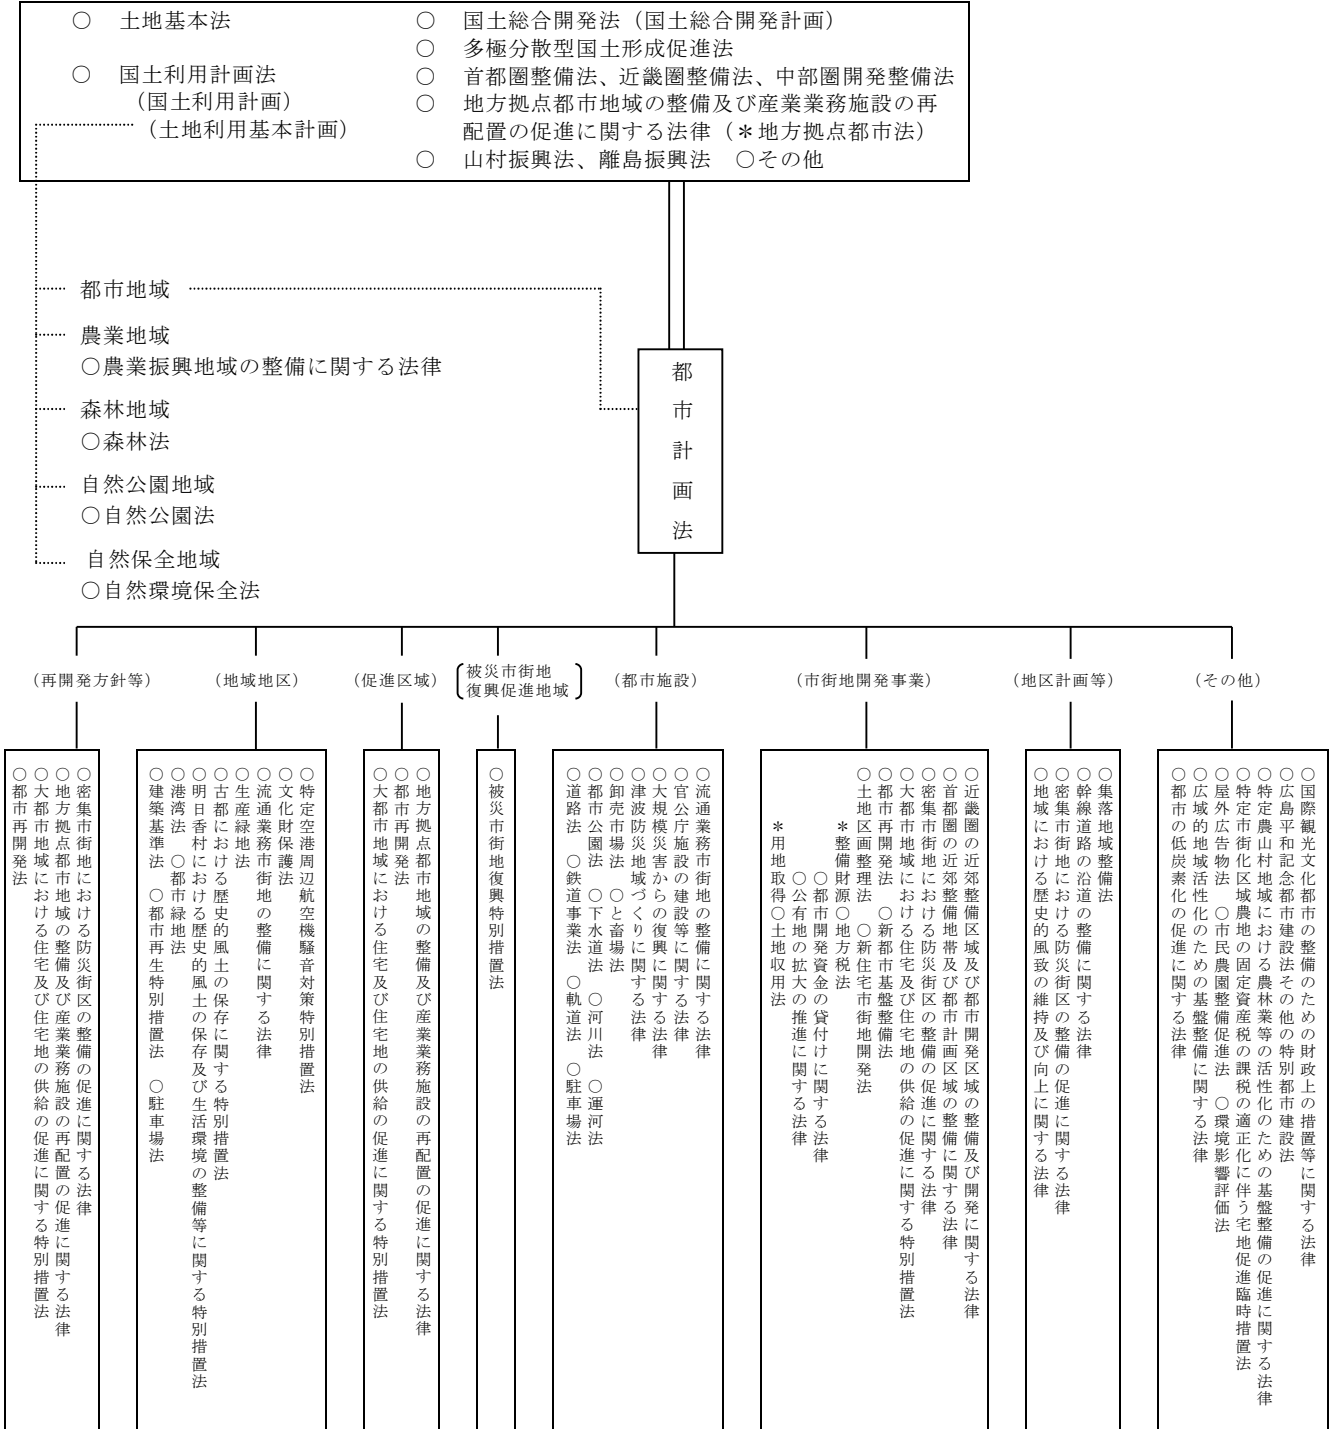 ○ 土地基本法
○ 国土利用計画法
（国土利用計画）
（土地利用基本計画）
○ 国土総合開発法（国土総合開発計画）
○ 多極分散型国土形成促進法
○ 首都圏整備法、近畿圏整備法、中部圏開発整備法
○ 地方拠点都市地域の整備及び産業業務施設の再
配置の促進に関する法律（＊地方拠点都市法）
○ 山村振興法、離島振興法 ○その他
都市地域
農業地域
○農業振興地域の整備に関する法律
森林地域
○森林法
自然公園地域
○自然公園法
自然保全地域
○自然環境保全法
都市計画法
（再開発方針等）
○密集市街地における防災街区の整備の促進に関する法律
○地方拠点都市地域の整備及び産業業務施設の再配置の促進に関する法律
○大都市地域における住宅及び住宅地の供給の促進に関する特別措置法
○都市再開発法
（地域地区）
○特定空港周辺航空機騒音対策特別措置法
○文化財保護法
○流通業務市街地の整備に関する法律
○生産緑地法
○古都における歴史的風土の保存に関する特別措置法
○明日香村における歴史的風土の保存及び生活環境の整備等に関する特別措置法
○港湾法 ○都市緑地法
○建築基準法 ○都市再生特別措置法 ○駐車場法
（促進区域）
○地方拠点都市地域の整備及び産業業務施設の再配置の促進に関する法律
○都市再開発法
○大都市地域における住宅及び住宅地の供給の促進に関する特別措置法
被災市街地
復興促進地域
○被災市街地復興特別措置法
（都市施設）
○流通業務市街地の整備に関する法律
○官公庁施設の建設等に関する法律
○大規模災害からの復興に関する法律
○津波防災地域づくりに関する法律
○卸売市場法 ○と畜場法
○都市公園法 ○下水道法 ○河川法 ○運河法
○道路法 ○鉄道事業法 ○軌道法 ○駐車場法
（市街地開発事業）
○近畿圏の近郊整備区域及び都市開発区域の整備及び開発に関する法律
○首都圏の近郊整備地帯及び都市計画区域の整備に関する法律
○密集市街地における防災街区の整備の促進に関する法律
○大都市地域における住宅及び住宅地の供給の促進に関する特別措置法
○都市再開発法 ○新都市基盤整備法
○土地区画整理法 ○新住宅市街地開発法
＊整備財源○地方税法
○都市開発資金の貸付けに関する法律
○公有地の拡大の推進に関する法律
＊用地取得○土地収用法
（地区計画等）
○集落地域整備法
○幹線道路の沿道の整備に関する法律
○密集市街地における防災街区の整備の促進に関する法律
○地域における歴史的風致の維持及び向上に関する法律
（その他）
○国際観光文化都市の整備のための財政上の措置等に関する法律
○広島平和記念都市建設法その他の特別都市建設法
○特定農山村地域における農林業等の活性化のための基盤整備の促進に関する法律
○特定市街化区域農地の固定資産税の課税の適正化に伴う宅地促進臨時措置法
○屋外広告物法 ○市民農園整備促進法 ○環境影響評価法
○広域的地域活性化のための基盤整備に関する法律
○都市の低炭素化の促進に関する法律